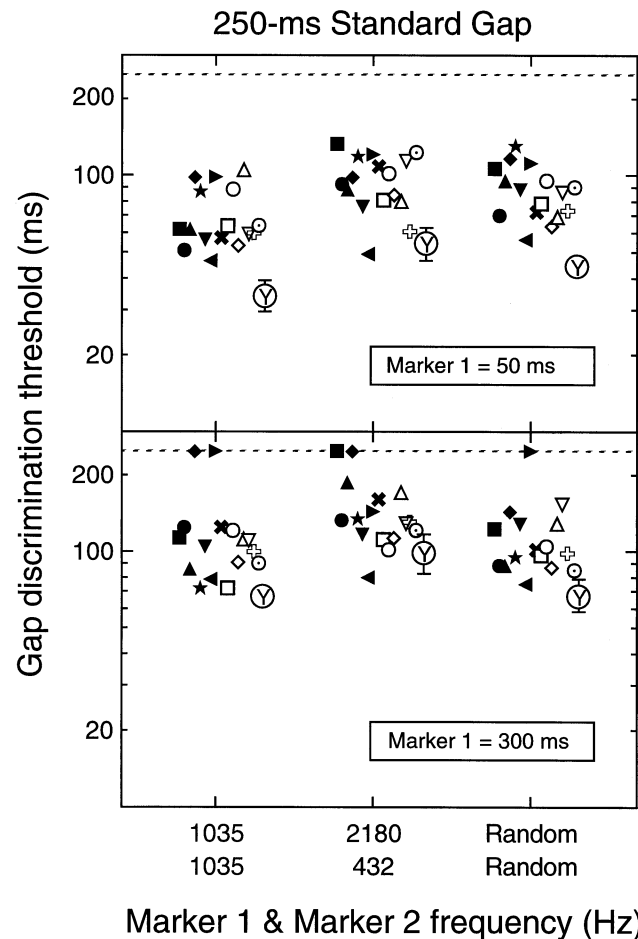 250-ms Standard Gap
Gap discrimination threshold (ms)
200
100
20
Y
Y
Y
Marker 1 = 50 ms
200
100
20
Y
Y
Y
Marker 1 = 300 ms
1035 2180 Random
1035 432 Random
Marker 1 & Marker 2 frequency (Hz)